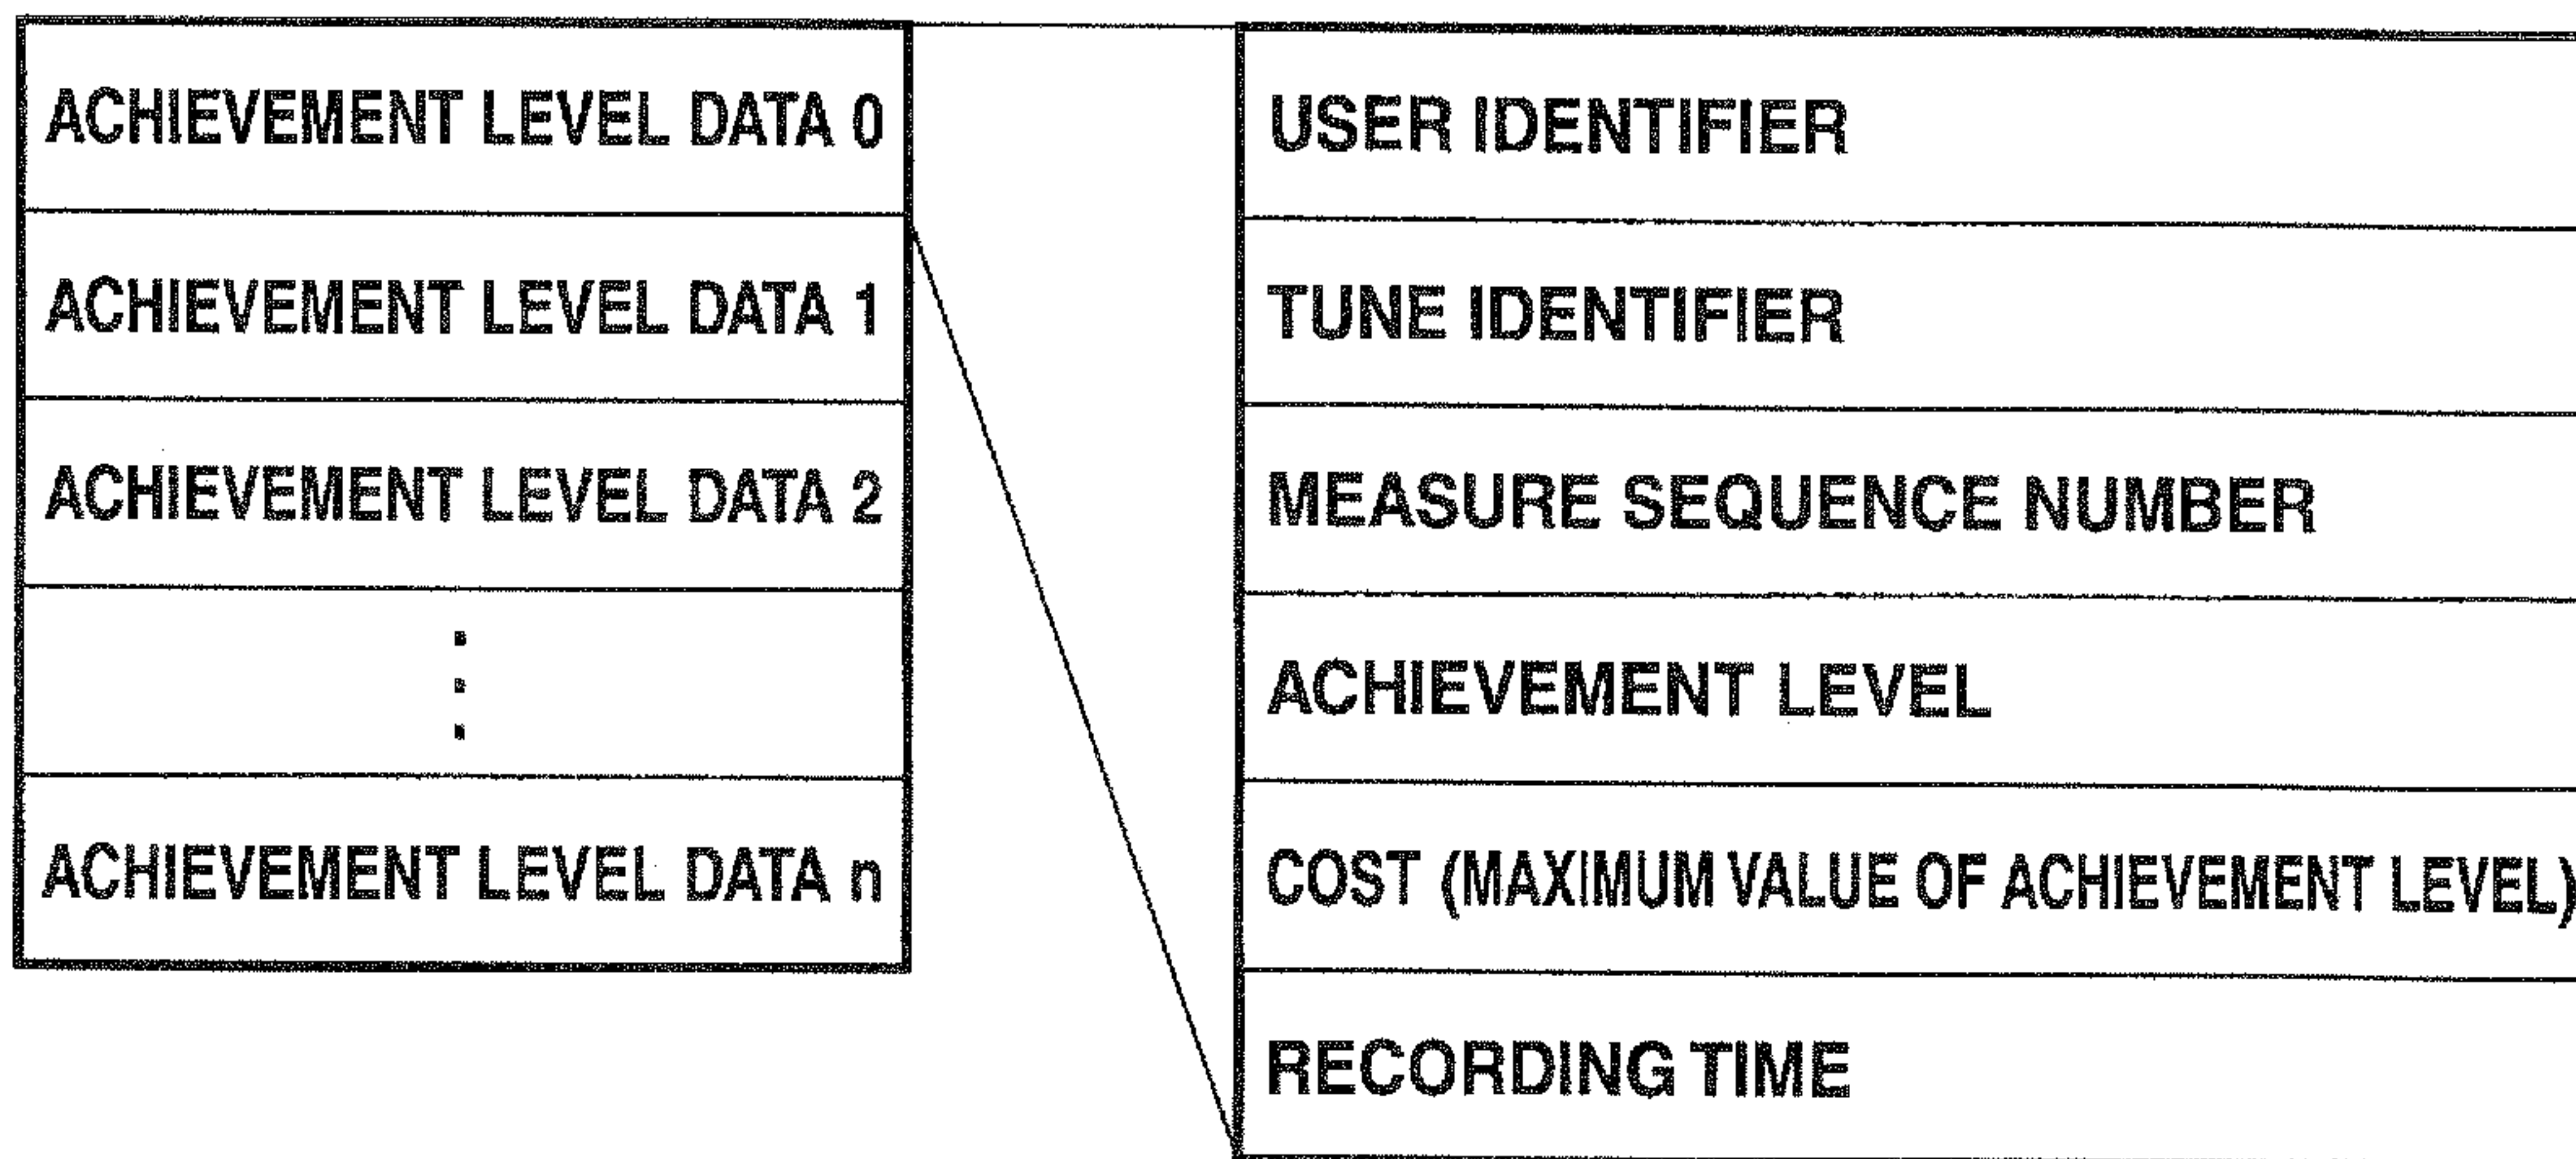 ACHIEVEMENT LEVEL DATA 0
ACHIEVEMENT LEVEL DATA 1
ACHIEVEMENT LEVEL DATA 2
ACHIEVEMENT LEVEL DATA n
USER IDENTIFIER
TUNE IDENTIFIER
MEASURE SEQUENCE NUMBER
ACHIEVEMENT LEVEL
COST (MAXIMUM VALUE OF ACHIEVEMENT LEVEL)
RECORDING TIME